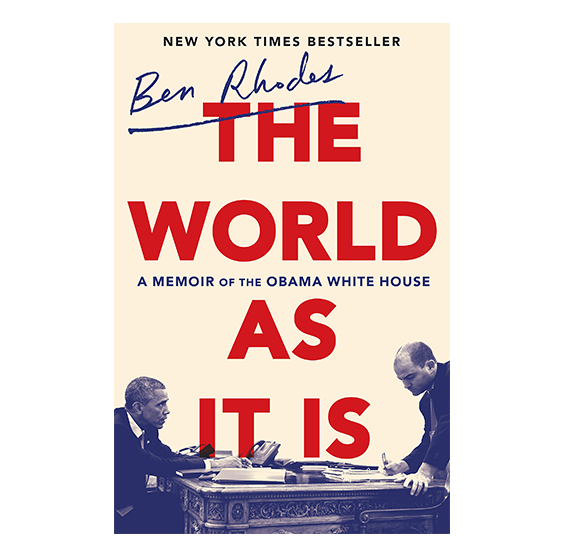 NEW YORK TIMES BESTSELLER
Ben Rhodes
THE
WORLD
A MEMOIR OF THE OBAMA WHITE HOUSE
AS
IT IS